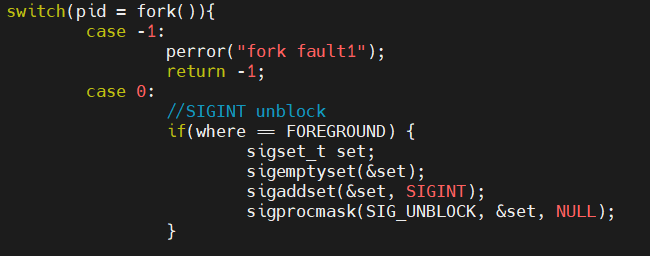 switch(pid = fork()){
case -1:
perror("fork fault1");
return -1;
case 0:
//SIGINT unblock
if(where == FOREGROUND) {
sigset_t set;
sigemptyset(&set);
sigaddset(&set, SIGINT);
sigprocmask(SIG_UNBLOCK, &set, NULL);
}